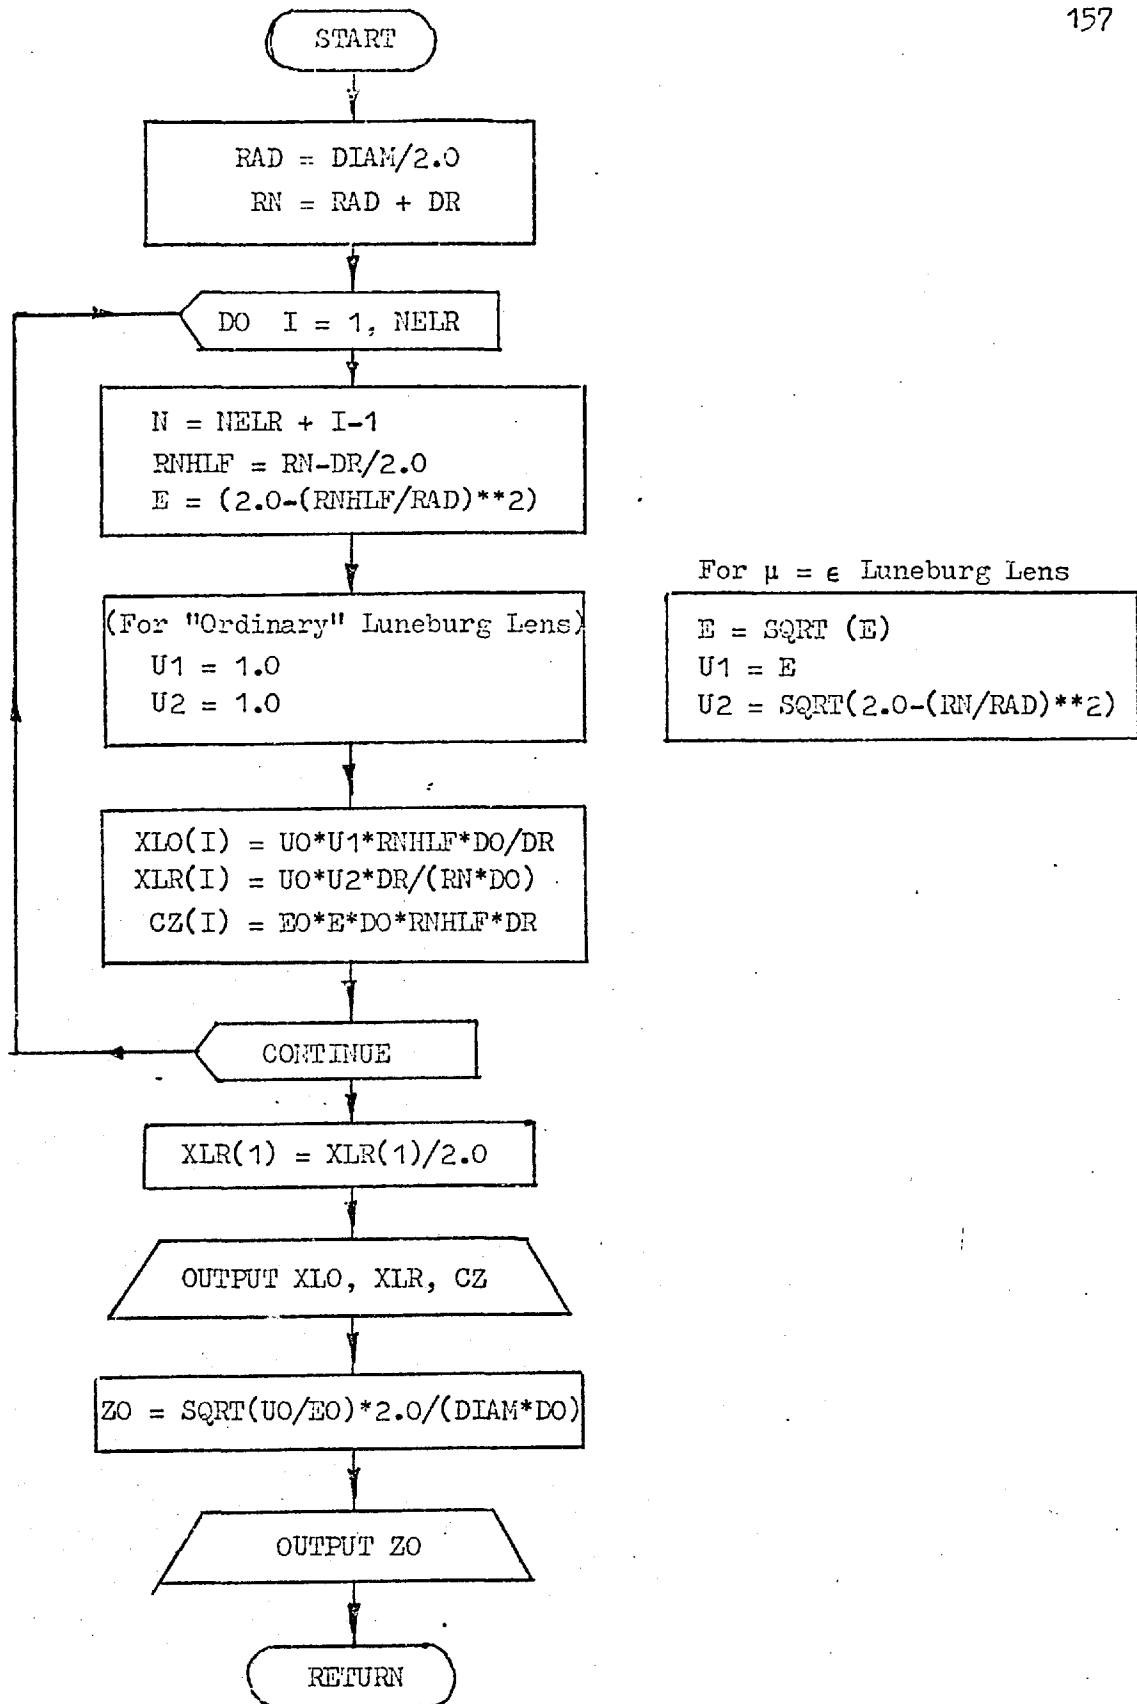 157
START
RAD = DIAM/2.0
RN = RAD + DR
DO I = 1, NELR
N = NELR + I-1
RNHLF = RN-DR/2.0
E = (2.0-(RNHLF/RAD)**2)
(For "Ordinary" Luneburg Lens)
U1 = 1.0
U2 = 1.0
For μ = ϵ Luneburg Lens
E = SQRT (E)
U1 = E
U2 = SQRT(2.0-(RN/RAD)**2)
XLO(I) = UO*U1*RNHLF*DO/DR
XLR(I) = UO*U2*DR/(RN*DO)
CZ(I) = EO*E*DO*RNHLF*DR
CONTINUE
XLR(1) = XLR(1)/2.0
OUTPUT XLO, XLR, CZ
ZO = SQRT(UO/EO)*2.0/(DIAM*DO)
OUTPUT ZO
RETURN